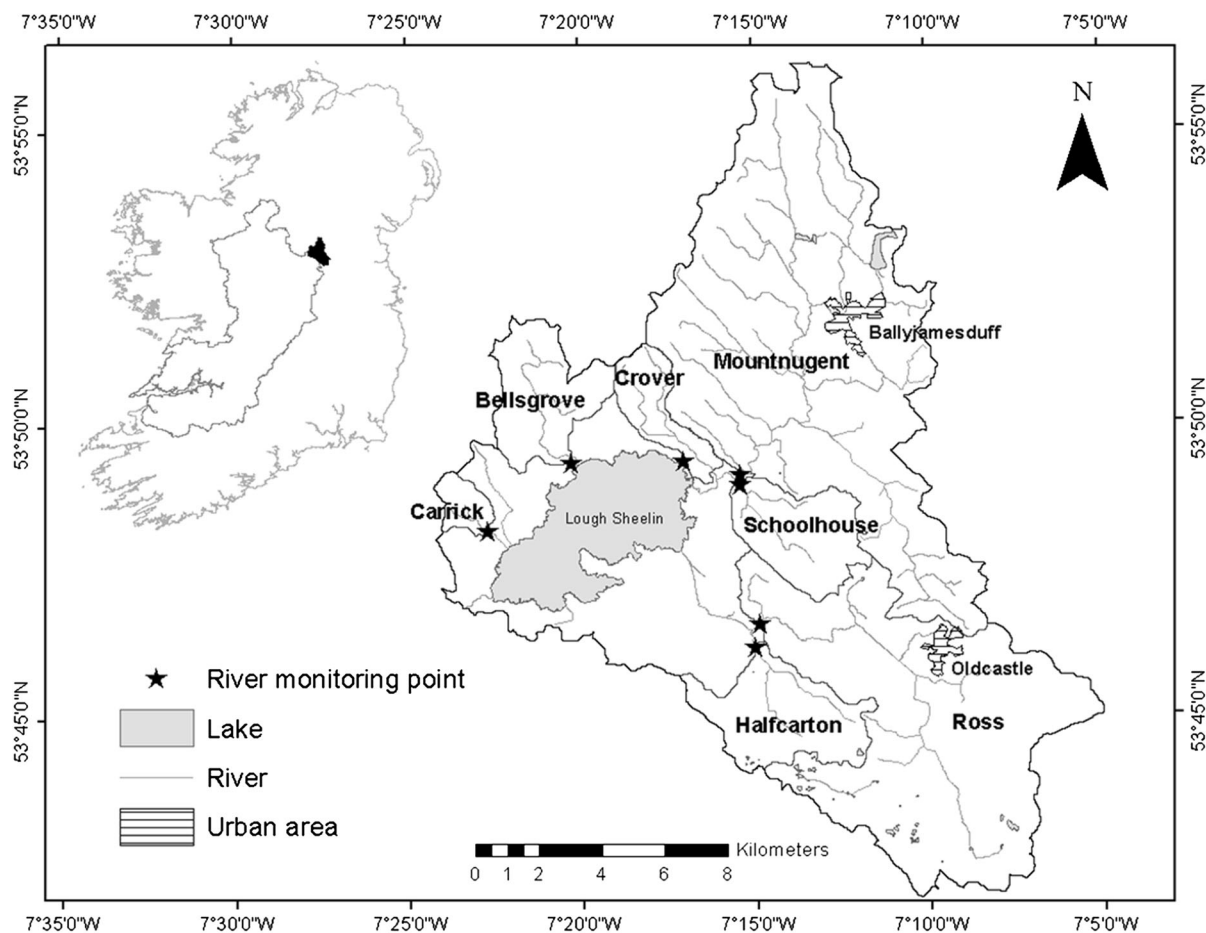 7°35'0"W 7°30'0"W 7°25'0"W 7°20'0"W 7°15'0"W 7°10'0"W 7°5'0"W
N
53°55'0"N
53°55'0"N
Ballyjamesduff
Mountnugent
Crover
Bellsgrove
53°50'0"N
53°50'0"N
Carrick
Lough Sheelin
Schoolhouse
Oldcastle
River monitoring point
Halfcarton
Ross
53°45'0"N
53°45'0"N
Lake
River
Urban area
Kilometers
0 1 2 4 6 8
7°35'0"W 7°30'0"W 7°25'0"W 7°20'0"W 7°15'0"W 7°10'0"W 7°5'0"W